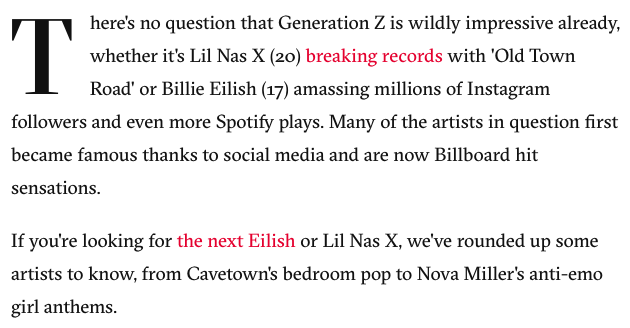 There's no question that Generation Z is wildly impressive already,
whether it's Lil Nas X (20) breaking records with 'Old Town
Road' or Billie Eilish (17) amassing millions of Instagram
followers and even more Spotify plays. Many of the artists in question first
became famous thanks to social media and are now Billboard hit
sensations.
If you're looking for the next Eilish or Lil Nas X, we've rounded up some
artists to know, from Cavetown's bedroom pop to Nova Miller's anti-emo
girl anthems.